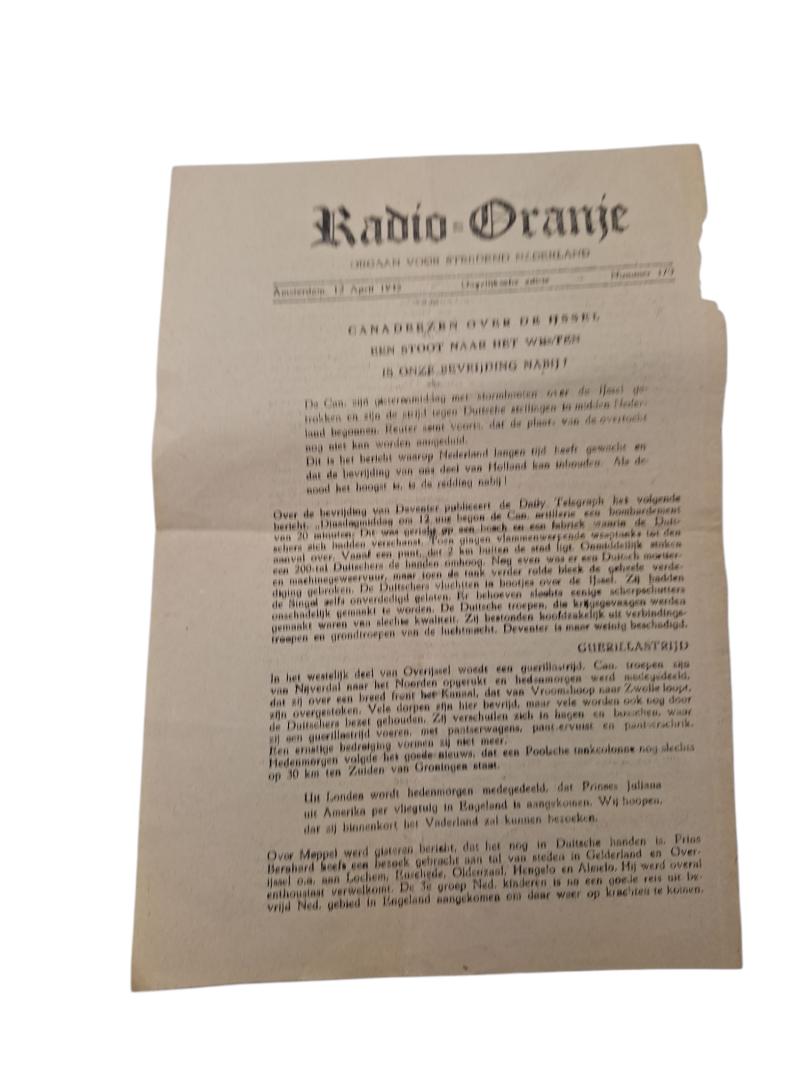 Radio-Oranje
ORGAAN VOOR STRIJDEND NEDERLAND
Amsterdam, 12 April 1945 Dagelijksche editie Nummer
CANADEEZEN OVER DE IJSSEL
EEN STOOT NAAR HET WESTEN
IS ONZE BEVRIJDING NABIJ?
De Can. zijn gisterenmiddag met stormbooten over de IJssel ge-
trokken en zijn de strijd tegen Duitsche stellingen in midden Neder-
land begonnen. Reuter seint voorts, dat de plaats van de overtocht
nog niet kan worden aangeduid.
Dit is het bericht waarop Nederland langen tijd heeft gewacht en
dat de bevrijding van ons deel van Holland kan inhouden. Als de
nood het hoogst is, is de redding nabij!
Over de bevrijding van Deventer publiceert de Daily Telegraph het volgende
bericht. „Dinsdagmiddag om 12 uur begon de Can. artillerie een bombardement
van 20 minuten. Dit was gericht op een bosch en een fabriek waarin de Duit-
schers zich hadden verschanst. Toen gingen vlammenwerpende tot den
aanval over. Vanaf een punt, dat 2 km buiten de stad ligt. Onmiddelijk staken
een 200-tal Duitschers de handen omhoog. Nog even was er een Duitsch mortier-
en machinegeweervuur, maar toen de tank verder rolde bleek de geheele verde-
diging gebroken. De Duitschers vluchtten in bootjes over de IJssel. Zij hadden
de Singel zelfs onverdedigd gelaten. Er behoeven slechts eenige scherpschutters
onschadelijk gemaakt te worden. De Duitsche troepen, die krijgsgevangen werden
gemaakt waren van slechte kwaliteit. Zij bestonden hoofdzakelijk uit verbindings-
troepen en grondtroepen van de luchtmacht. Deventer is maar weinig beschadigd.
GUERILLASTRIJD
In het westelijk deel van Overijssel woedt een guerillastrijd. Can. troepen zijn
van Nijverdal naar het Noorden opgerukt en hedenmorgen werd medegedeeld,
dat zij over een breed front het Kanaal, dat van Vroomshoop naar Zwolle loopt,
zijn overgestoken. Vele dorpen zijn hier bevrijd, maar vele worden ook nog door
de Duitschers bezet gehouden. Zij verschuilen zich in hagen en bosschen, waar
zij een guerillastrijd voeren, met pantserwagens, pantservuist en pantserschrik.
Een ernstige bedreiging vormen zij niet meer.
Hedenmorgen volgde het goede nieuws, dat een Poolsche tankcolonne nog slechts
op 30 km ten Zuiden van Groningen staat.
Uit Londen wordt hedenmorgen medegedeeld, dat Prinses Juliana
uit Amerika per vliegtuig in Engeland is aangekomen. Wij hoopen,
dat zij binnenkort het Vaderland zal kunnen bezoeken.
Over Meppel werd gisteren bericht, dat het nog in Duitsche handen is. Prins
Bernhard heeft een bezoek gebracht aan tal van steden in Gelderland en Over-
ijssel o.a. aan Lochem, Enschede, Oldenzaal, Hengelo en Almelo. Hij werd overal
enthousiast verwelkomt. De 3e groep Ned. kinderen is na een goede reis uit be-
vrijd Ned. gebied in Engeland aangekomen om daar weer op krachten te komen.